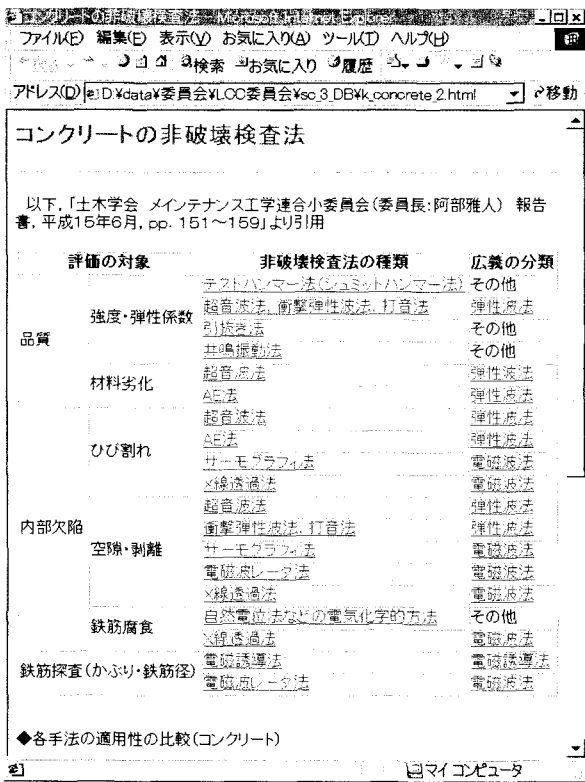 コンクリートの非破壊検査法 - Microsoft Internet Explorer
ファイル(F) 編集(E) 表示(V) お気に入り(A) ツール(T) ヘルプ(H)
検索 お気に入り 履歴
アドレス(D) D:¥data¥委員会¥LCC委員会¥sc_3_DB¥k_concrete_2.html 移動
コンクリートの非破壊検査法
以下,「土木学会 メインテナンス工学連合小委員会(委員長:阿部雅人) 報告
書, 平成15年6月, pp. 151～159」より引用
評価の対象 非破壊検査法の種類 広義の分類
品質 強度・弾性係数 テストハンマー法(シュミットハンマー法) その他
超音波法, 衝撃弾性波法, 打音法 弾性波法
引抜き法 その他
共鳴振動法 その他
材料劣化 超音波法 弾性波法
AE法 弾性波法
内部欠陥 ひび割れ 超音波法 弾性波法
AE法 弾性波法
サーモグラフィ法 電磁波法
X線透過法 電磁波法
空隙・剥離 超音波法 弾性波法
衝撃弾性波法, 打音法 弾性波法
サーモグラフィ法 電磁波法
電磁波レーダ法 電磁波法
X線透過法 電磁波法
鉄筋腐食 自然電位法などの電気化学的方法 その他
X線透過法 電磁波法
鉄筋探査(かぶり・鉄筋径) 電磁誘導法 電磁誘導法
電磁波レーダ法 電磁波法
◆各手法の適用性の比較(コンクリート)
マイ コンピュータ